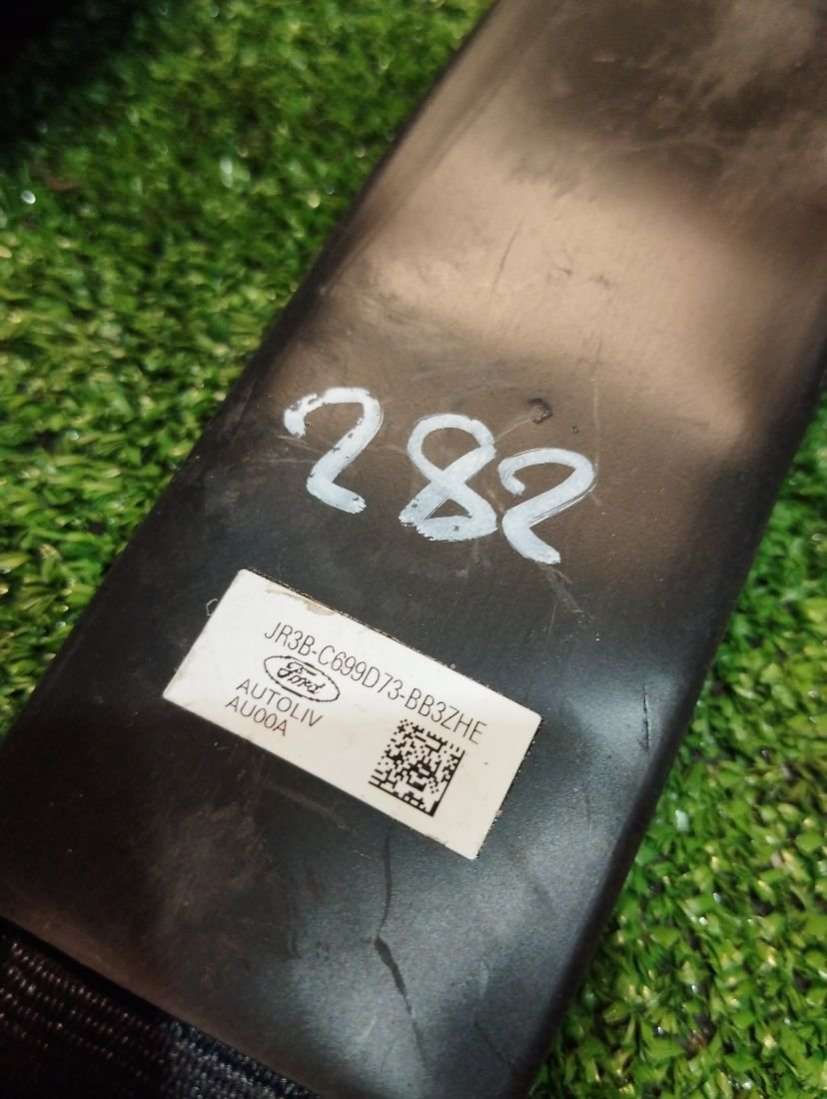 282
JR3B-C699D73-BB3ZHE
Ford
AUTOLIV
AU00A